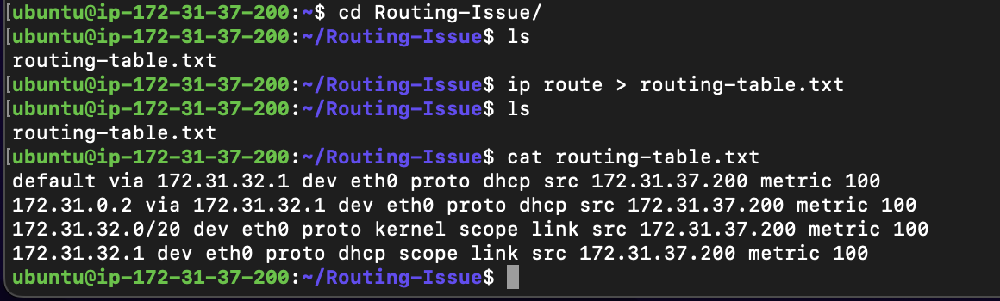 [ubuntu@ip-172-31-37-200:~$ cd Routing-Issue/
[ubuntu@ip-172-31-37-200:~/Routing-Issue$ ls
routing-table.txt
[ubuntu@ip-172-31-37-200:~/Routing-Issue$ ip route > routing-table.txt
[ubuntu@ip-172-31-37-200:~/Routing-Issue$ ls
routing-table.txt
[ubuntu@ip-172-31-37-200:~/Routing-Issue$ cat routing-table.txt
default via 172.31.32.1 dev eth0 proto dhcp src 172.31.37.200 metric 100
172.31.0.2 via 172.31.32.1 dev eth0 proto dhcp src 172.31.37.200 metric 100
172.31.32.0/20 dev eth0 proto kernel scope link src 172.31.37.200 metric 100
172.31.32.1 dev eth0 proto dhcp scope link src 172.31.37.200 metric 100
ubuntu@ip-172-31-37-200:~/Routing-Issue$